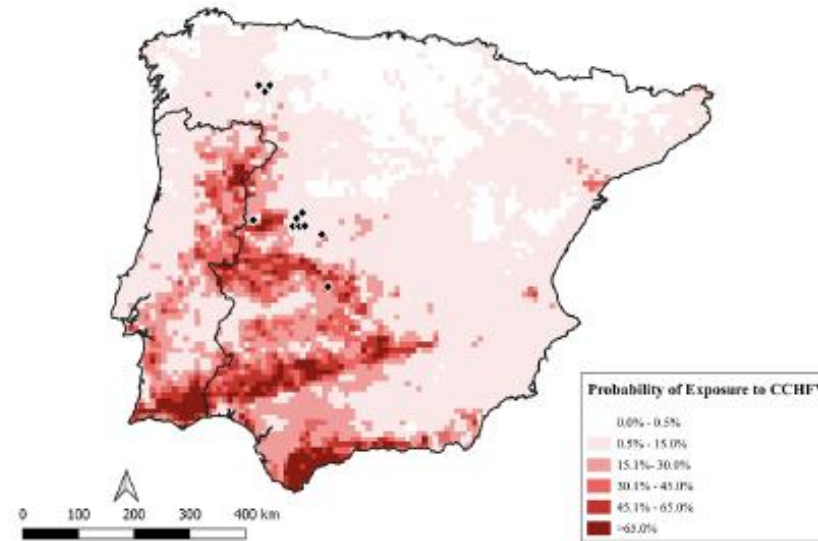 Probability of Exposure to CCHFV
0.0% - 0.5%
0.5% - 15.0%
15.1%- 30.0%
30.1% - 45.0%
45.1% - 65.0%
>65.0%
0 100 200 300 400 km